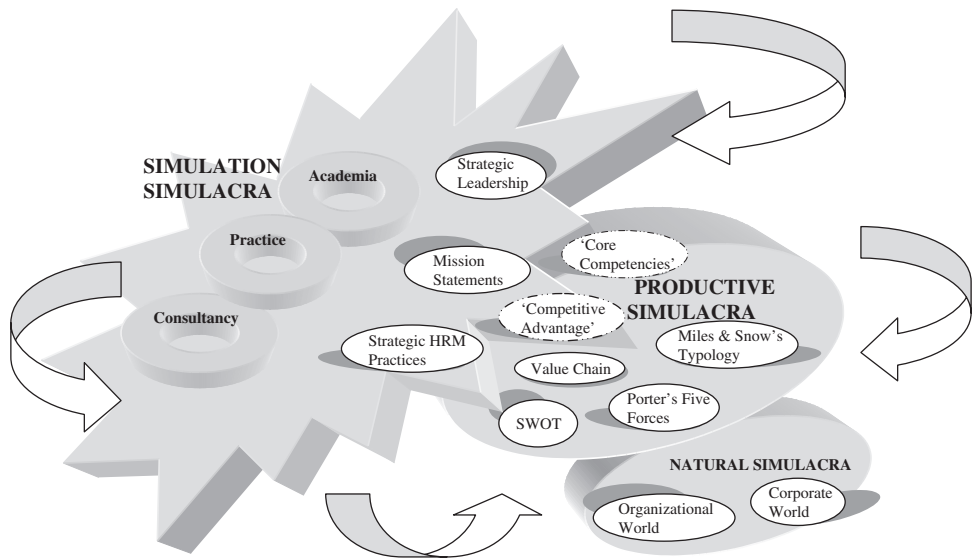 SIMULATION
SIMULACRA
Academia
Practice
Consultancy
Strategic
Leadership
Mission
Statements
Strategic HRM
Practices
'Core
Competencies'
PRODUCTIVE
SIMULACRA
'Competitive
Advantage'
Miles & Snow's
Typology
Value Chain
Porter's Five
Forces
SWOT
NATURAL SIMULACRA
Organizational
World
Corporate
World